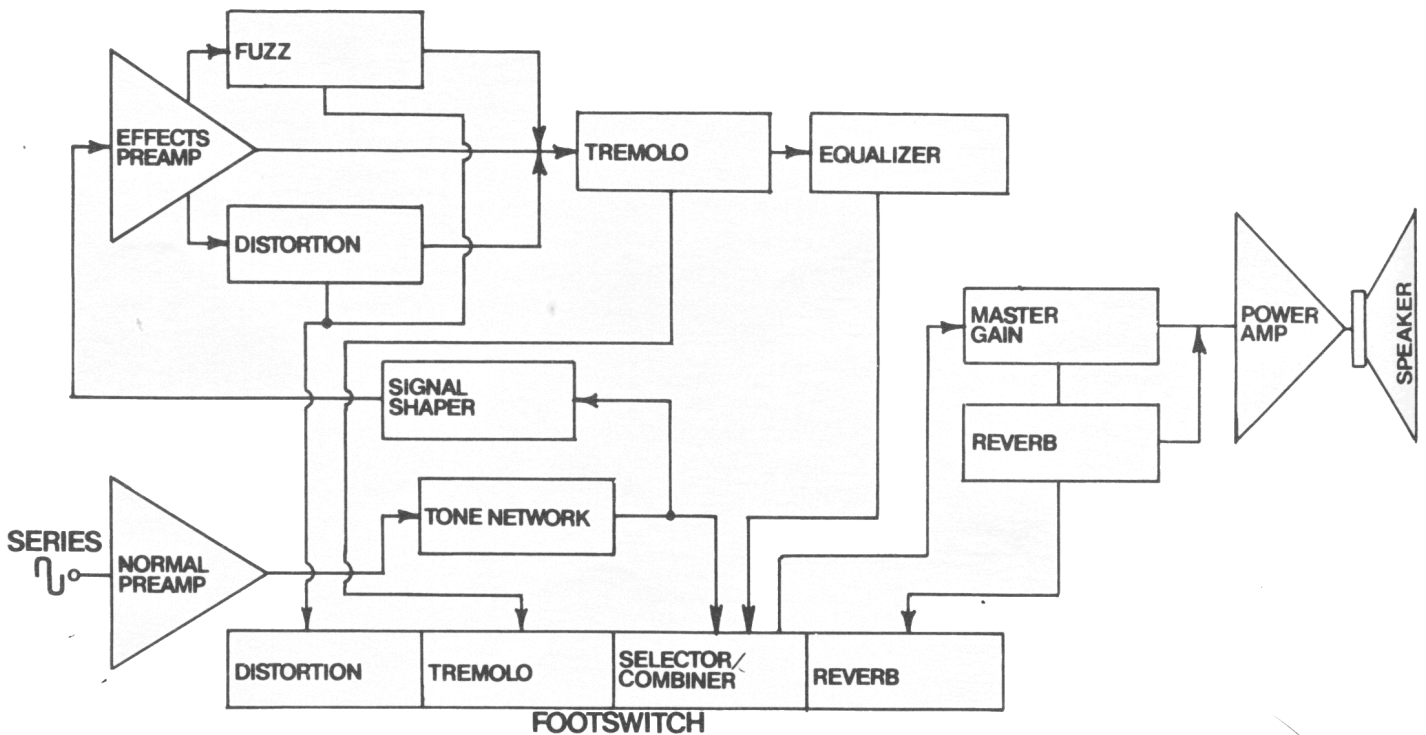 FUZZ
EFFECTS
PREAMP
TREMOLO
EQUALIZER
DISTORTION
MASTER
GAIN
POWER
AMP
SPEAKER
SIGNAL
SHAPER
REVERB
TONE NETWORK
SERIES
NORMAL
PREAMP
DISTORTION
TREMOLO
SELECTOR/
COMBINER
REVERB
FOOTSWITCH